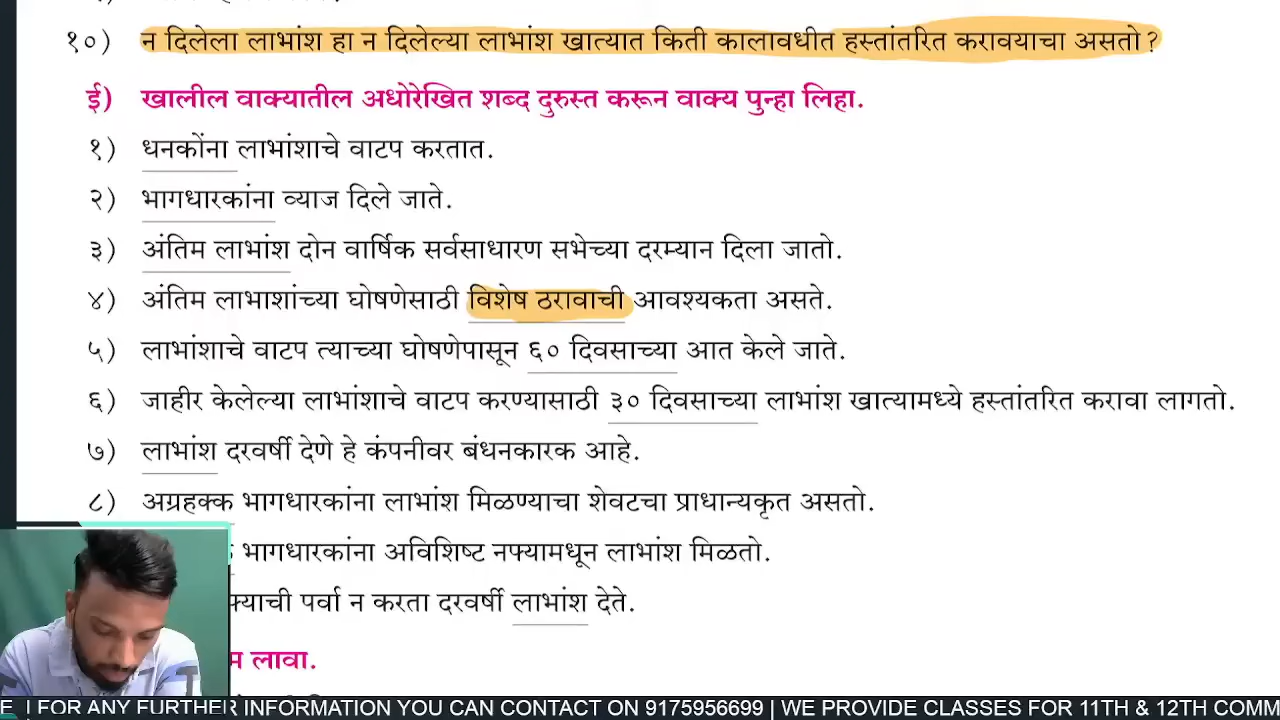 १०) न दिलेला लाभांश हा न दिलेल्या लाभांश खात्यात किती कालावधीत हस्तांतरित करावयाचा असतो?
ई) खालील वाक्यातील अधोरेखित शब्द दुरुस्त करून वाक्य पुन्हा लिहा.
१) धनकोंना लाभांशाचे वाटप करतात.
२) भागधारकांना व्याज दिले जाते.
३) अंतिम लाभांश दोन वार्षिक सर्वसाधारण सभेच्या दरम्यान दिला जातो.
४) अंतिम लाभाशांच्या घोषणेसाठी विशेष ठरावाची आवश्यकता असते.
५) लाभांशाचे वाटप त्याच्या घोषणेपासून ६० दिवसाच्या आत केले जाते.
६) जाहीर केलेल्या लाभांशाचे वाटप करण्यासाठी ३० दिवसाच्या लाभांश खात्यामध्ये हस्तांतरित करावा लागतो.
७) लाभांश दरवर्षी देणे हे कंपनीवर बंधनकारक आहे.
८) अग्रहक्क भागधारकांना लाभांश मिळण्याचा शेवटचा प्राधान्यकृत असतो.
भागधारकांना अविशिष्ट नफ्यामधून लाभांश मिळतो.
पर्वा न करता दरवर्षी लाभांश देते.
लावा.
E | FOR ANY FURTHER INFORMATION YOU CAN CONTACT ON 9175956699 | WE PROVIDE CLASSES FOR 11TH & 12TH COMM